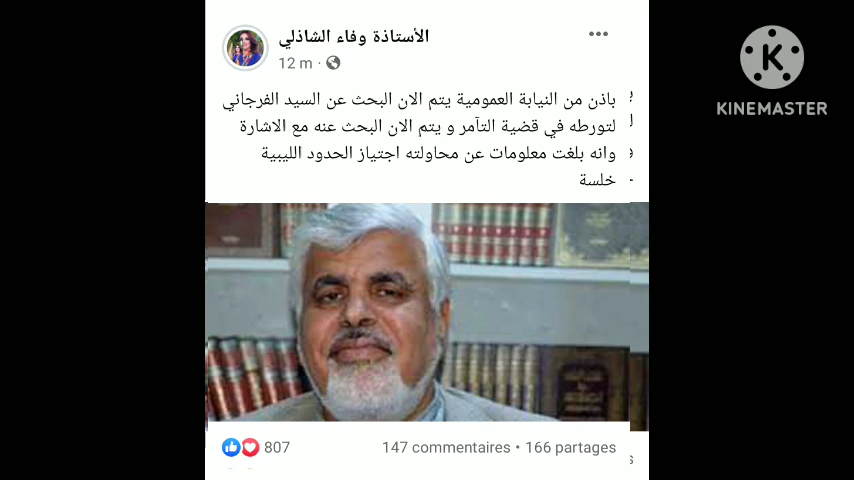 الأستاذة وفاء الشاذلي
12 m
باذن من النيابة العمومية يتم الان البحث عن السيد الفرجاني
لتورطه في قضية التآمر و يتم الان البحث عنه مع الاشارة
وانه بلغت معلومات عن محاولته اجتياز الحدود الليبية
خلسة
807
147 commentaires • 166 partages
KINEMASTER